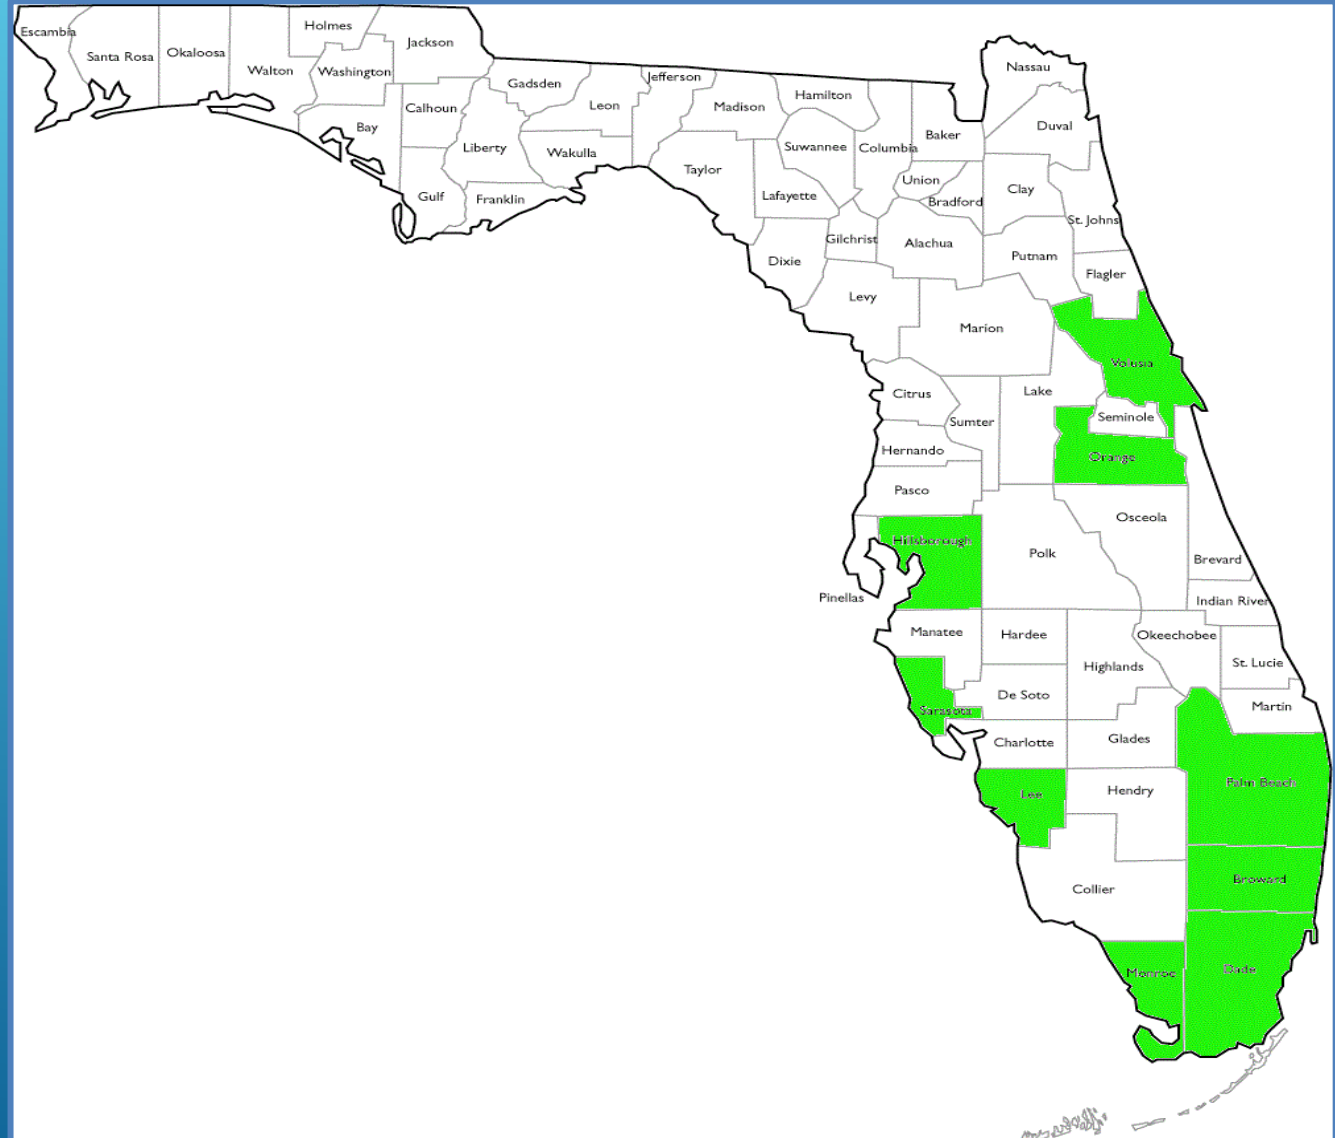 Escambia
Santa Rosa
Okaloosa
Walton
Holmes
Washington
Jackson
Bay
Calhoun
Gulf
Liberty
Gadsden
Franklin
Leon
Wakulla
Jefferson
Madison
Taylor
Hamilton
Suwannee
Lafayette
Dixie
Columbia
Gilchrist
Baker
Union
Bradford
Alachua
Levy
Nassau
Duval
Clay
St. Johns
Putnam
Flagler
Marion
Volusia
Citrus
Sumter
Lake
Seminole
Hernando
Orange
Pasco
Osceola
Hillsborough
Polk
Brevard
Pinellas
Indian River
Manatee
Hardee
Okeechobee
Highlands
St. Lucie
De Soto
Sarasota
Martin
Charlotte
Glades
Lee
Hendry
Palm Beach
Collier
Broward
Monroe
Dade